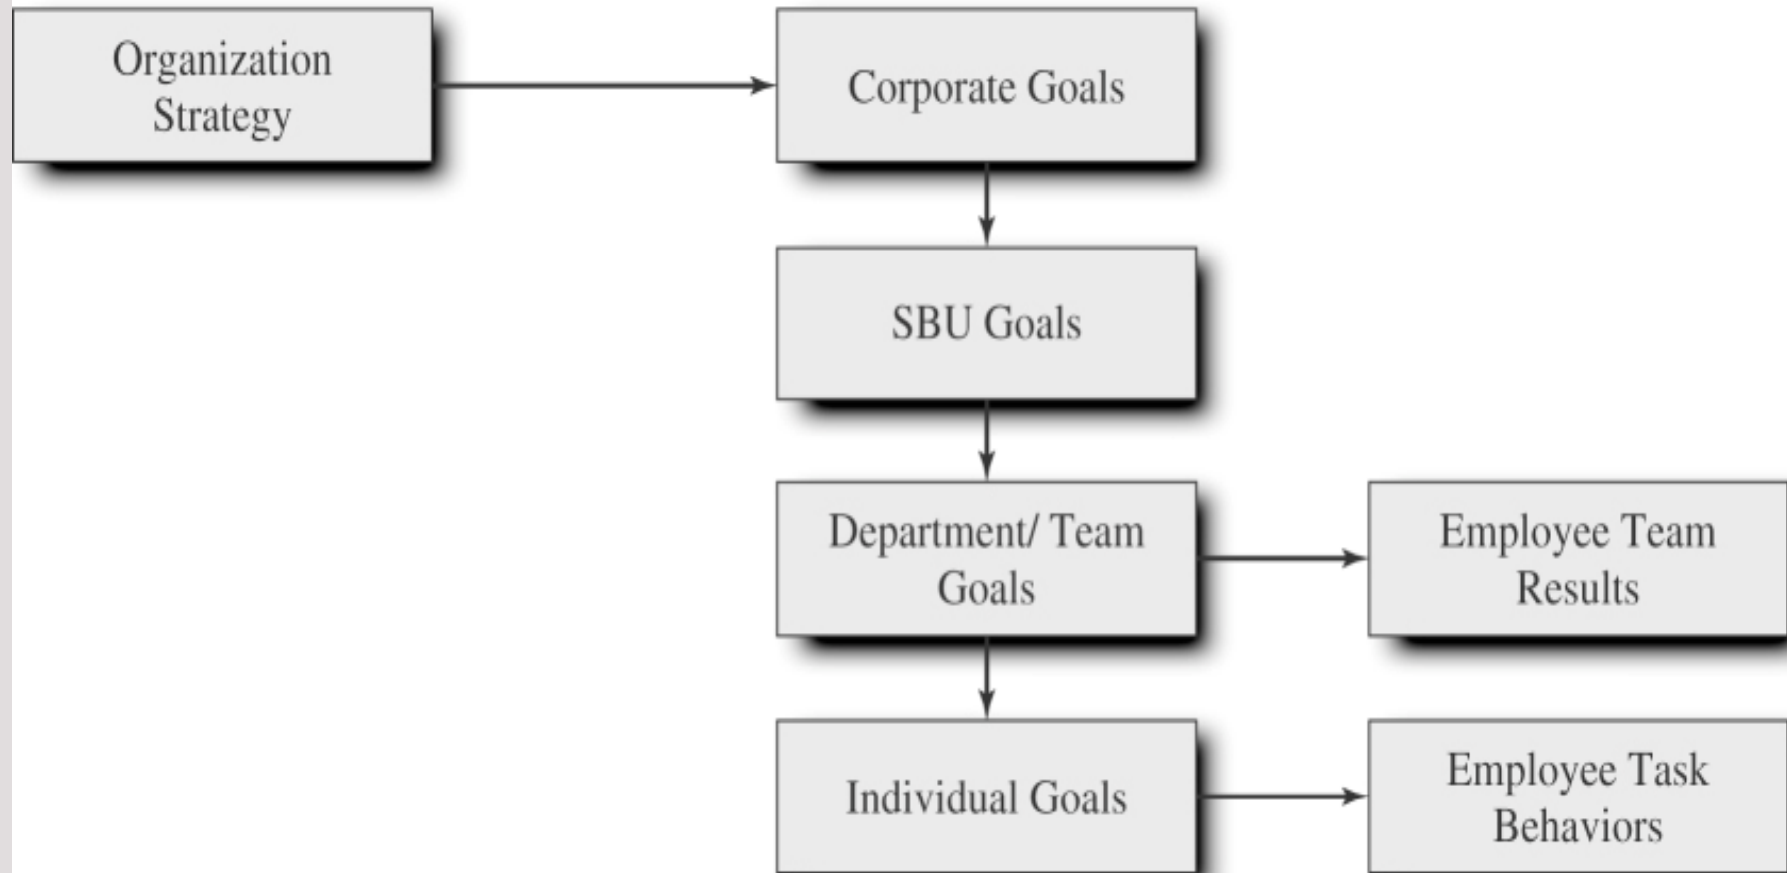 Organization
Strategy
Corporate Goals
SBU Goals
Department/ Team
Goals
Employee Team
Results
Individual Goals
Employee Task
Behaviors